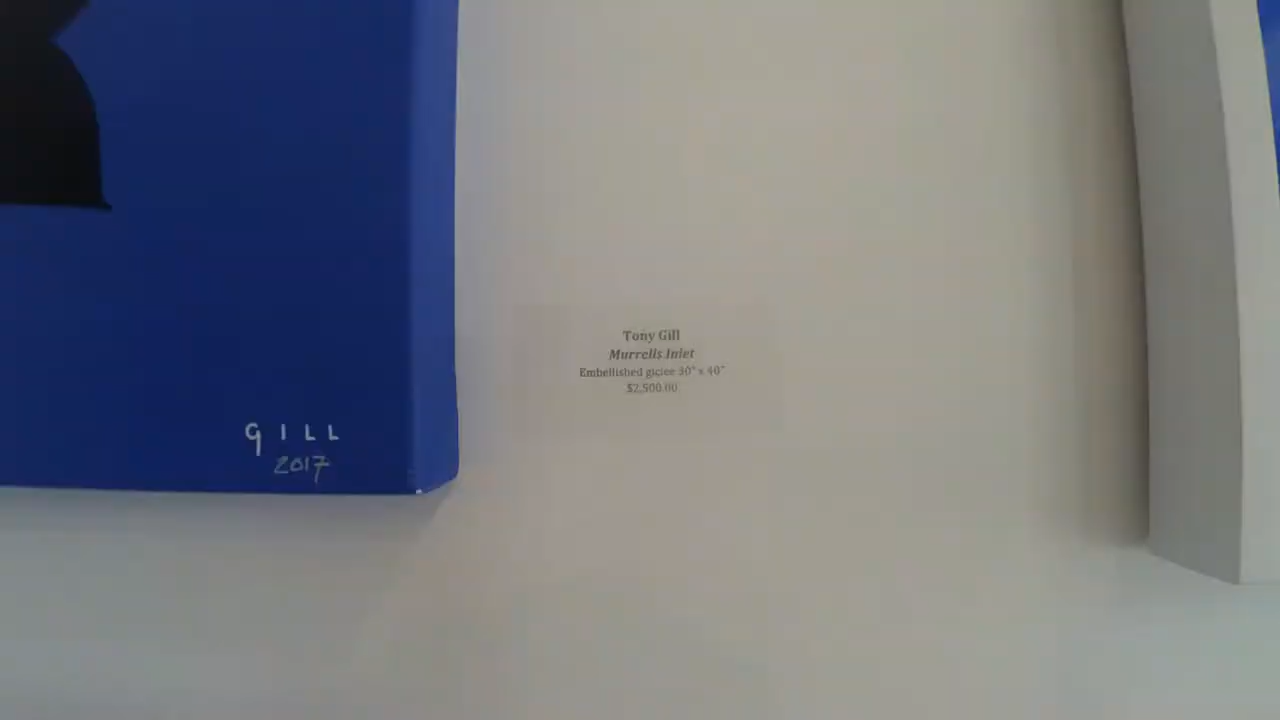 GILL
2017
Tony Gill
Murrells Inlet
Embellished giclee 30" x 40"
$2,500.00